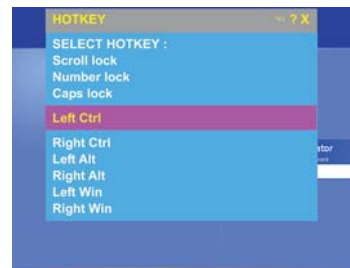 HOTKEY
? X
SELECT HOTKEY :
Scroll lock
Number lock
Caps lock
Left Ctrl
Right Ctrl
Left Alt
Right Alt
Left Win
Right Win